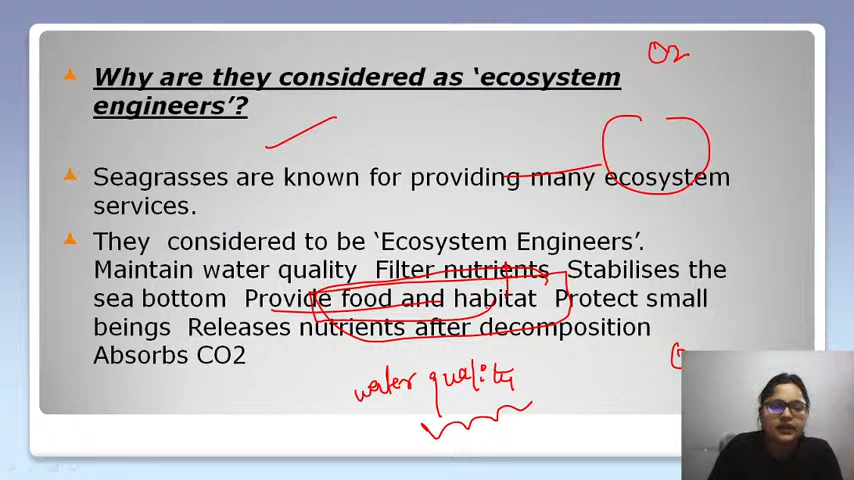 O2
Why are they considered as ‘ecosystem
engineers’?
Seagrasses are known for providing many ecosystem
services.
They considered to be ‘Ecosystem Engineers’.
Maintain water quality Filter nutrients Stabilises the
sea bottom Provide food and habitat Protect small
beings Releases nutrients after decomposition
Absorbs CO2
water quality